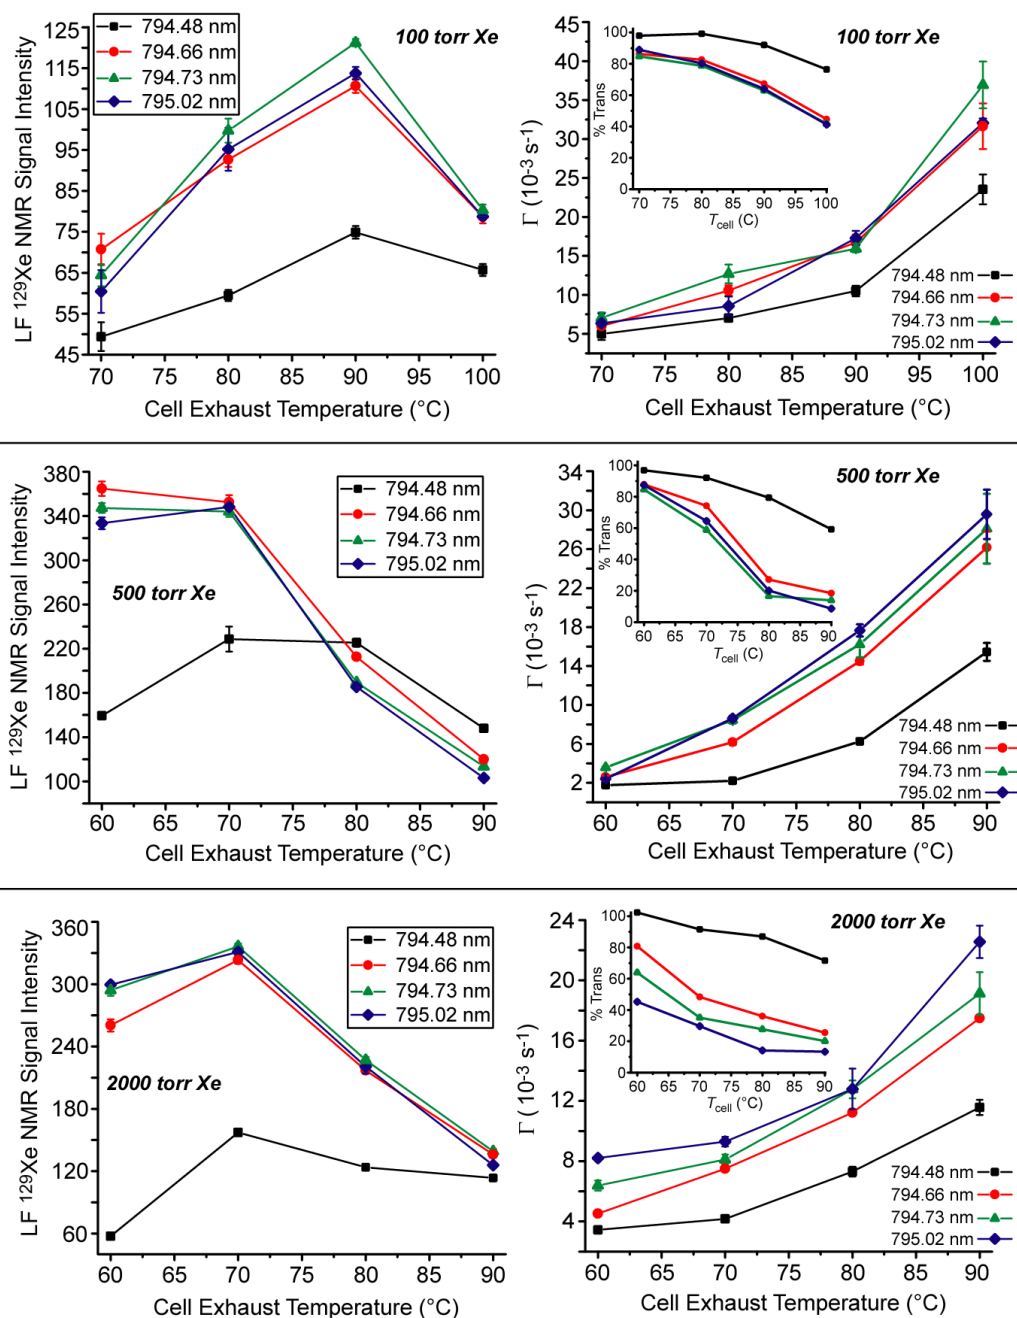 100 torr Xe
794.48 nm
794.66 nm
794.73 nm
795.02 nm
LF ¹²⁹Xe NMR Signal Intensity
125
115
105
95
85
75
65
55
45
70 75 80 85 90 95 100
Cell Exhaust Temperature (°C)
100 torr Xe
Γ (10⁻³ s⁻¹)
45
40
35
30
25
20
15
10
5
% Trans
100
80
60
40
20
0
70 75 80 85 90 95 100
T_cell (C)
794.48 nm
794.66 nm
794.73 nm
795.02 nm
70 75 80 85 90 95 100
Cell Exhaust Temperature (°C)
LF ¹²⁹Xe NMR Signal Intensity
380
340
300
260
220
180
140
100
794.48 nm
794.66 nm
794.73 nm
795.02 nm
500 torr Xe
60 65 70 75 80 85 90
Cell Exhaust Temperature (°C)
500 torr Xe
Γ (10⁻³ s⁻¹)
34
30
26
22
18
14
10
6
2
% Trans
100
80
60
40
20
0
60 65 70 75 80 85 90
T_cell (C)
794.48 nm
794.66 nm
794.73 nm
795.02 nm
60 65 70 75 80 85 90
Cell Exhaust Temperature (°C)
LF ¹²⁹Xe NMR Signal Intensity
360
300
240
180
120
60
794.48 nm
794.66 nm
794.73 nm
795.02 nm
2000 torr Xe
60 65 70 75 80 85 90
Cell Exhaust Temperature (°C)
2000 torr Xe
Γ (10⁻³ s⁻¹)
24
20
16
12
8
4
% Trans
100
80
60
40
20
0
60 65 70 75 80 85 90
T_cell (°C)
794.48 nm
794.66 nm
794.73 nm
795.02 nm
60 65 70 75 80 85 90
Cell Exhaust Temperature (°C)